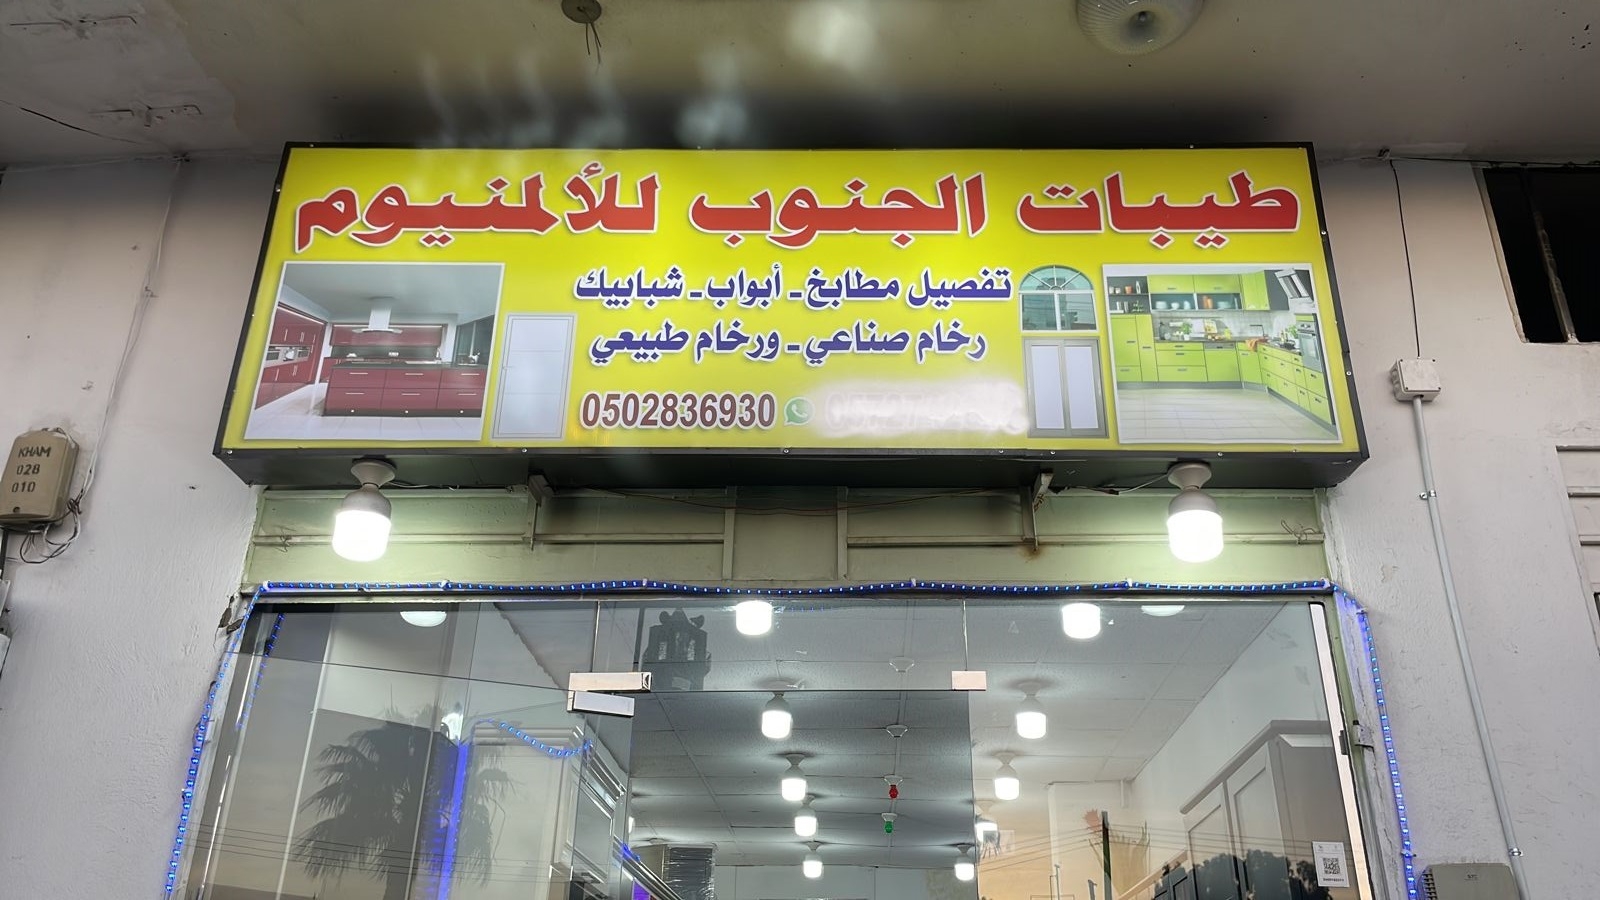 طيبات الجنوب للألمنيوم
تفصيل مطابخ - أبواب - شبابيك
رخام صناعي - ورخام طبيعي
0502836930
KHAM
028
010